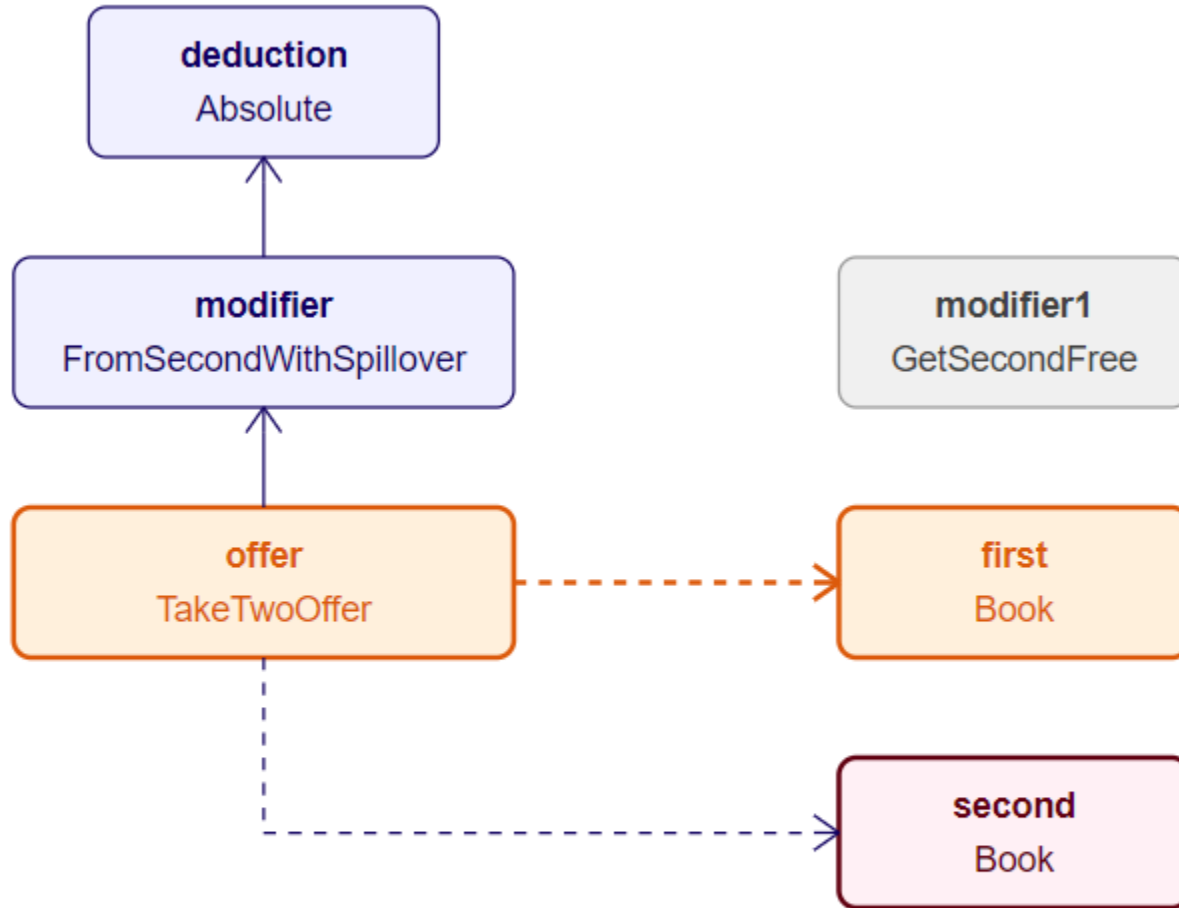 deduction
Absolute
modifier
FromSecondWithSpillover
modifier1
GetSecondFree
offer
TakeTwoOffer
first
Book
second
Book